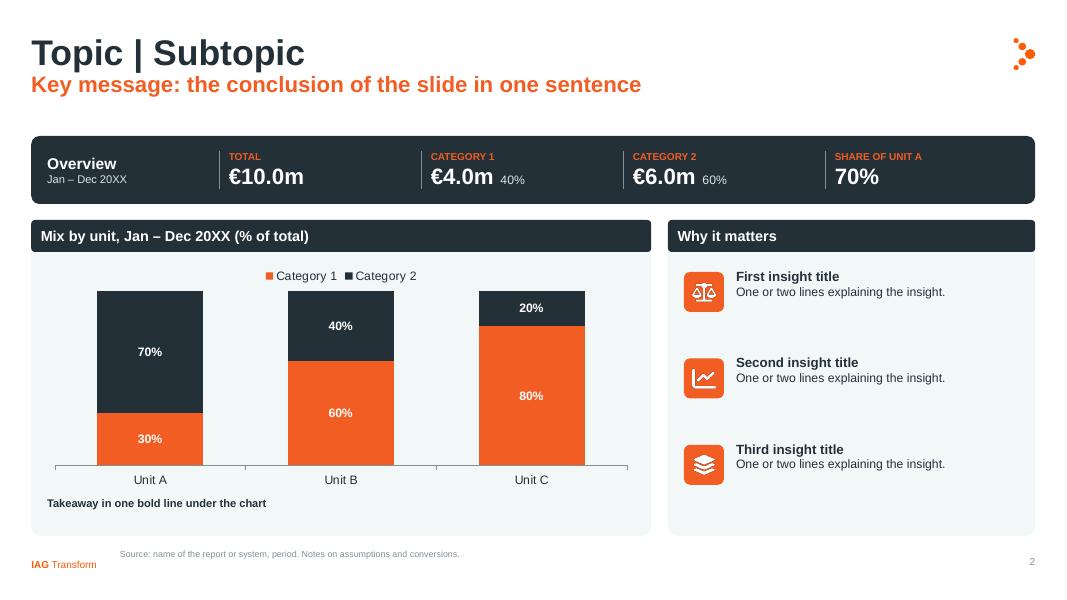 Topic | Subtopic
Key message: the conclusion of the slide in one sentence
Overview
Jan – Dec 20XX
TOTAL
€10.0m
CATEGORY 1
€4.0m 40%
CATEGORY 2
€6.0m 60%
SHARE OF UNIT A
70%
Mix by unit, Jan – Dec 20XX (% of total)
Category 1 Category 2
70%
30%
40%
60%
20%
80%
Unit A
Unit B
Unit C
Takeaway in one bold line under the chart
Why it matters
First insight title
One or two lines explaining the insight.
Second insight title
One or two lines explaining the insight.
Third insight title
One or two lines explaining the insight.
Source: name of the report or system, period. Notes on assumptions and conversions.
IAG Transform
2